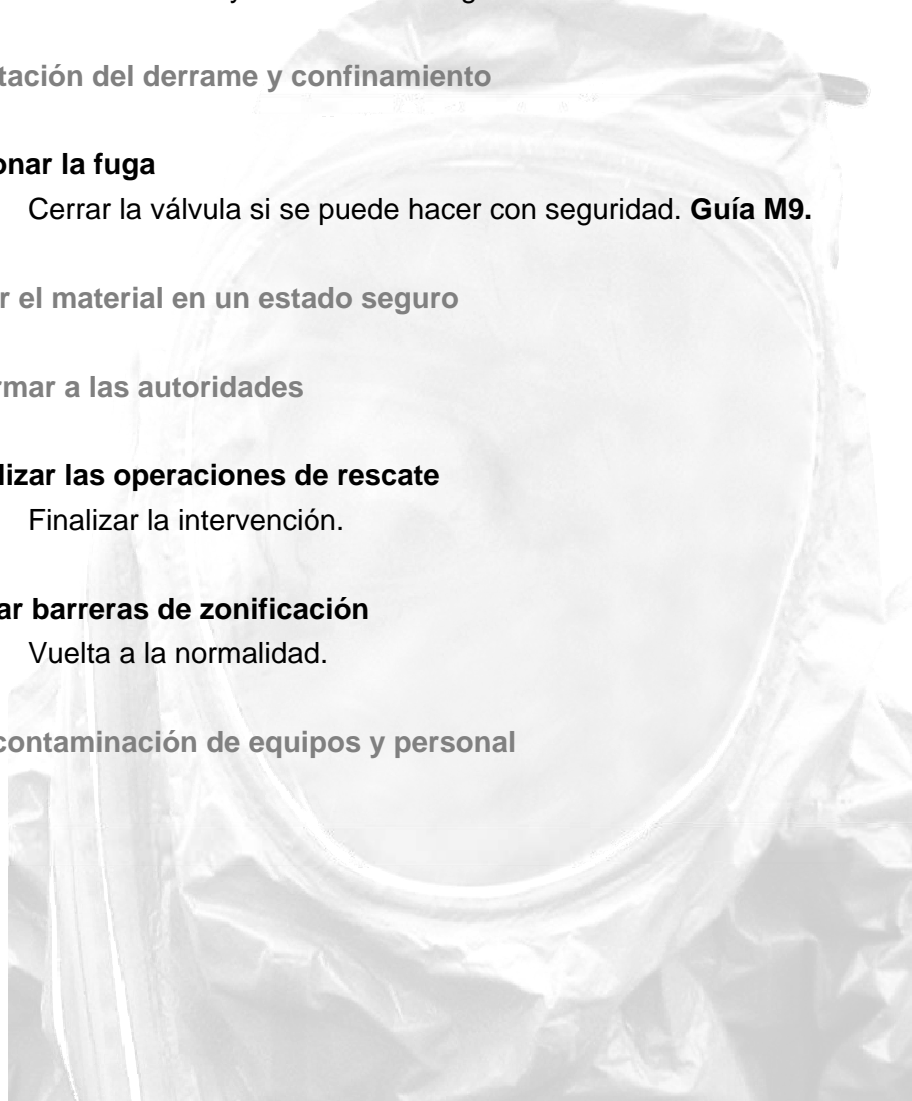 tación del derrame y confinamiento
onar la fuga
Cerrar la válvula si se puede hacer con seguridad. Guía M9.
r el material en un estado seguro
rmar a las autoridades
lizar las operaciones de rescate
Finalizar la intervención.
ar barreras de zonificación
Vuelta a la normalidad.
contaminación de equipos y personal